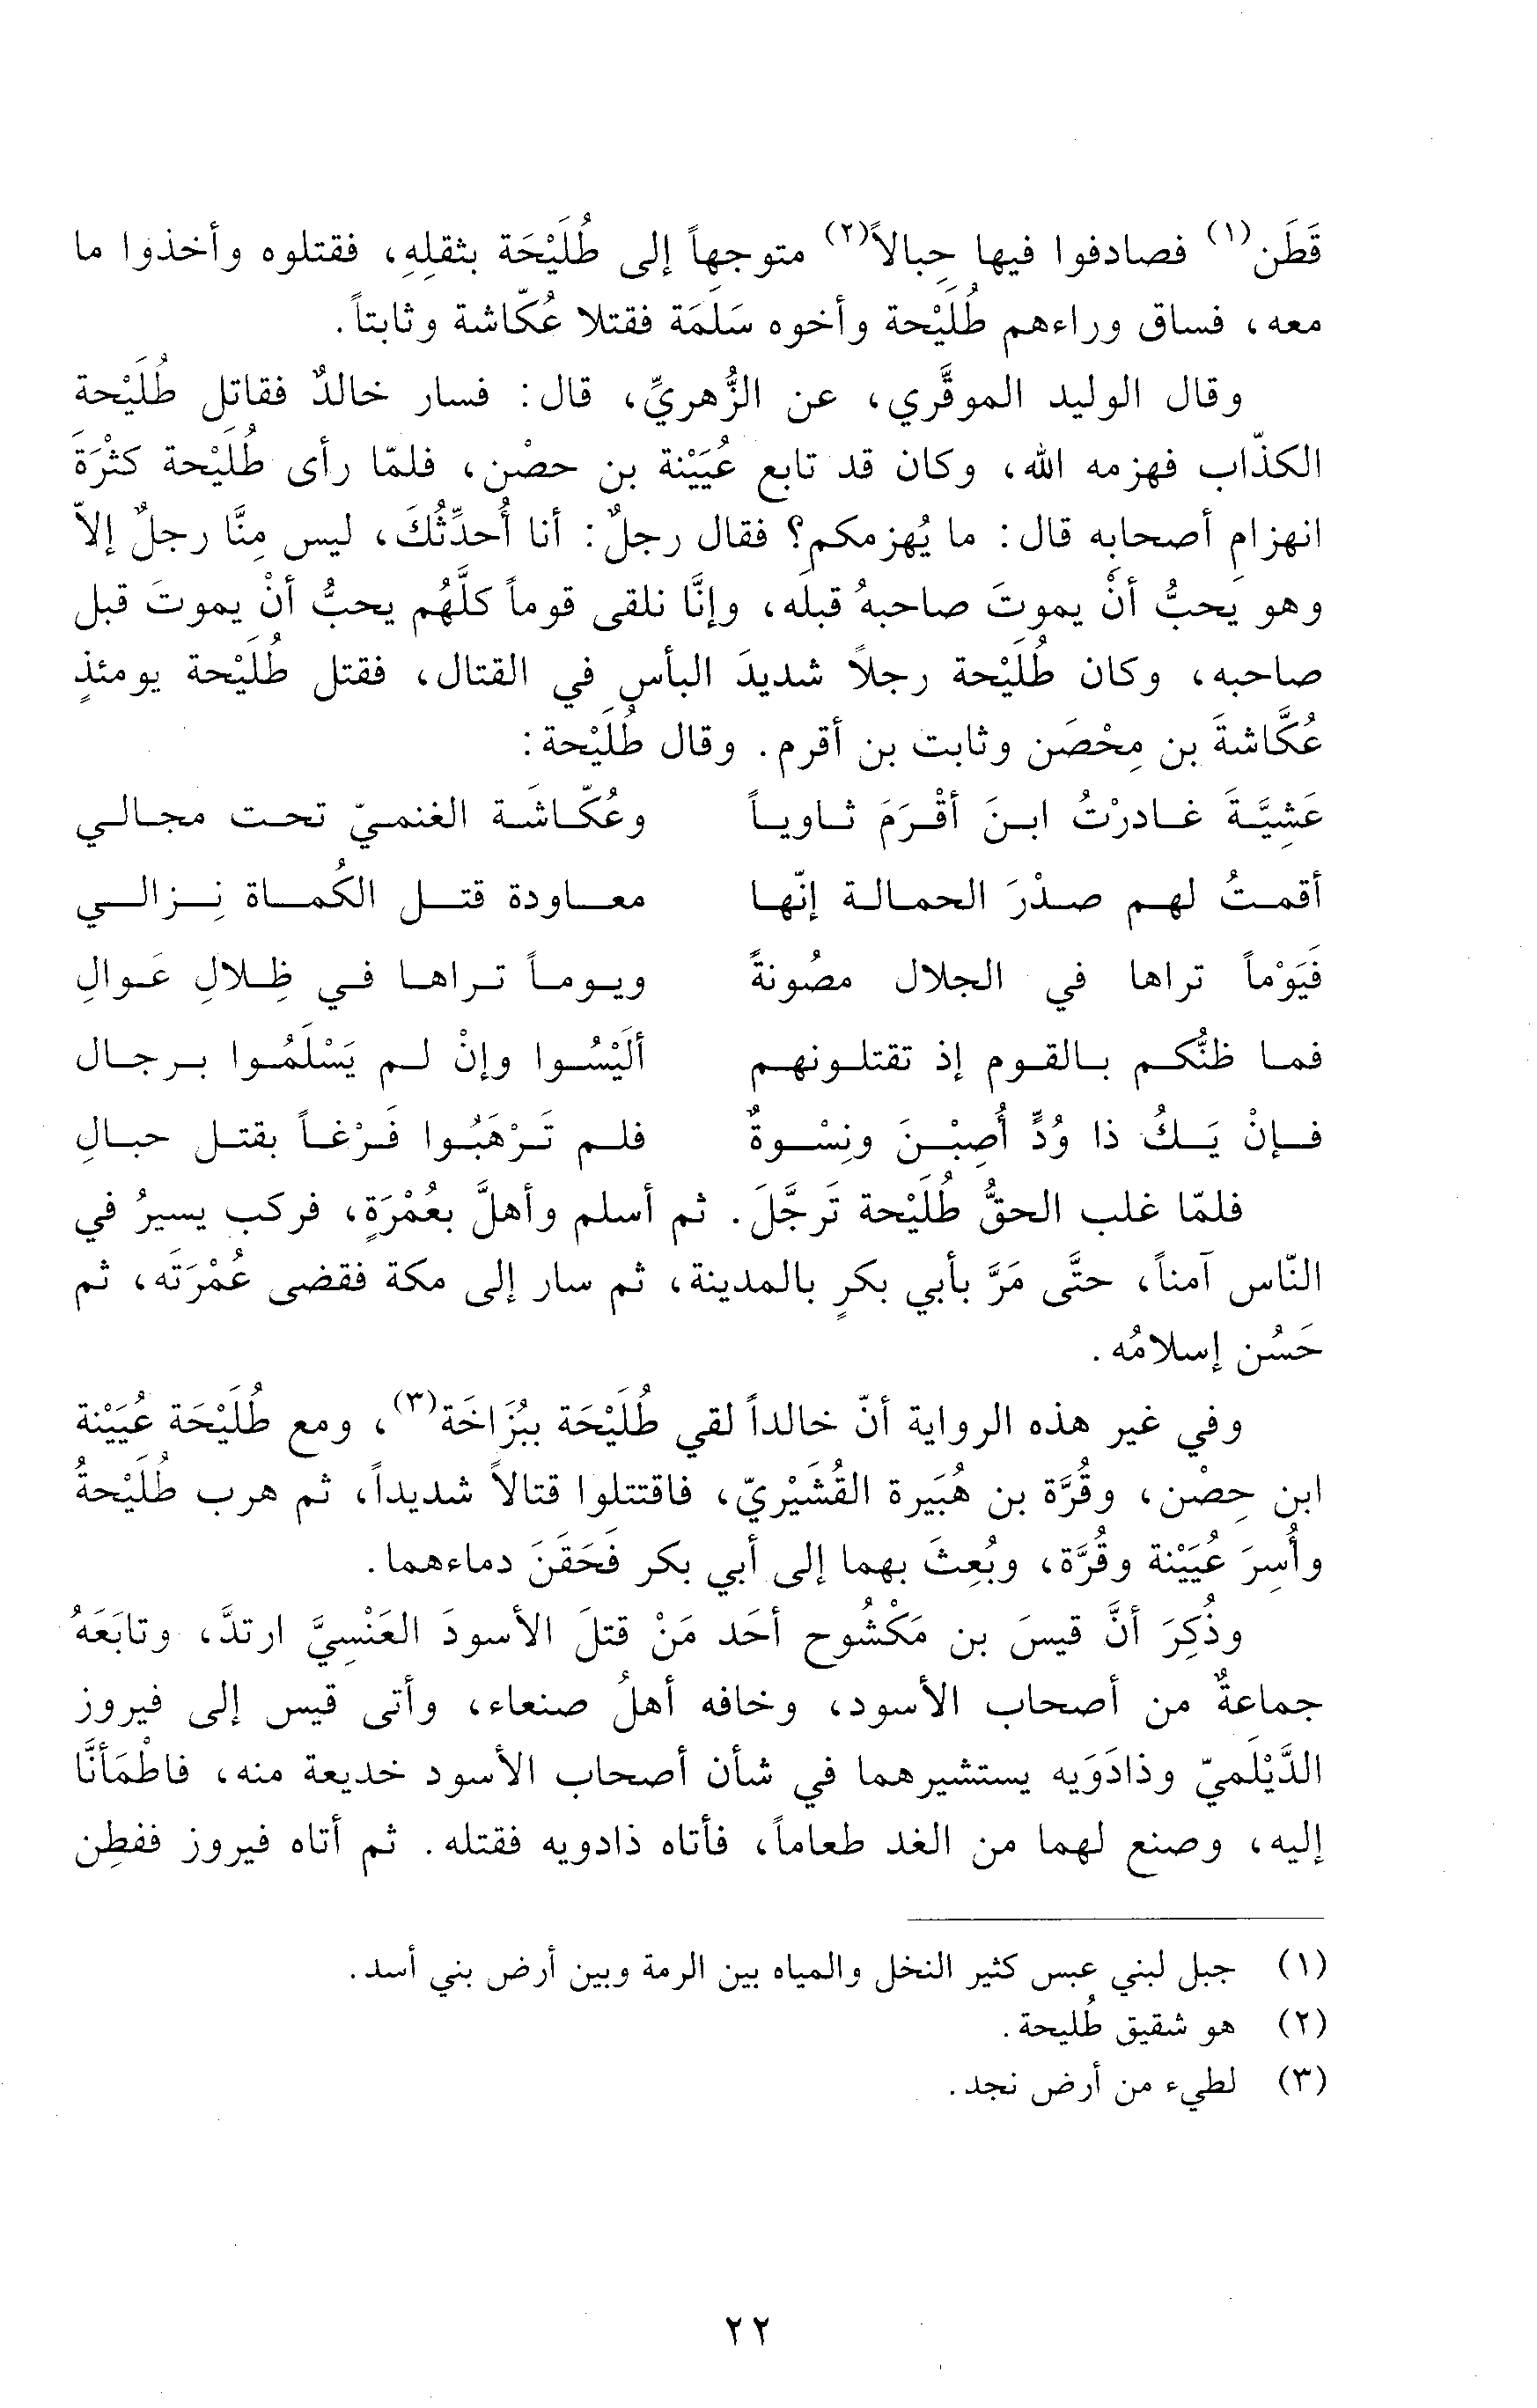 قَطَن(١) فصادفوا فيها حِبالاً(٢) متوجهاً إلى طُلَيْحَة بثقلِهِ، فقتلوه وأخذوا ما
معه، فساق وراءهم طُلَيْحة وأخوه سَلَمَة فقتلا عُكّاشة وثابتاً.
وقال الوليد الموقَّري، عن الزُّهريِّ، قال: فسار خالدٌ فقاتل طُلَيْحة
الكذّاب فهزمه الله، وكان قد تابع عُيَيْنة بن حصْن، فلمّا رأى طُلَيْحة كثْرَةَ
انهزام أصحابه قال: ما يُهزمكم؟ فقال رجلٌ: أنا أُحدِّثُكَ، ليس مِنَّا رجلٌ إلاّ
وهو يَحبُّ أنْ يموتَ صاحبهُ قبلَه، وإنَّا نلقى قوماً كلَّهُم يحبُّ أنْ يموتَ قبل
صاحبه، وكان طُلَيْحة رجلاً شديدَ البأس في القتال، فقتل طُلَيْحة يومئذٍ
عُكَّاشةَ بن مِحْصَن وثابت بن أقرم. وقال طُلَيْحة:
عَشِيَّةَ غادرْتُ ابنَ أقْرَمَ ثاوياً وعُكّاشَة الغنميّ تحت مجالي
أقمتُ لهم صدْرَ الحمالة إنّها معاودة قتل الكُماة نِزالي
فَيَوْماً تراها في الجلال مصُونةً ويوماً تراها في ظِلالِ عَوالِ
فما ظنُّكم بالقوم إذ تقتلونهم ألَيْسُوا وإنْ لم يَسْلَمُوا برجال
فإنْ يَكُ ذا وُدٍّ أُصِبْنَ ونِسْوةٌ فلم تَرْهَبُوا فَرْغاً بقتل حبالِ
فلمّا غلب الحقُّ طُلَيْحة تَرجَّلَ. ثم أسلم وأهلَّ بعُمْرَةٍ، فركب يسيرُ في
النّاس آمناً، حتَّى مَرَّ بأبي بكرٍ بالمدينة، ثم سار إلى مكة فقضى عُمْرَتَه، ثم
حَسُن إسلامُه.
وفي غير هذه الرواية أنّ خالداً لقي طُلَيْحَة ببُزَاخَة(٣)، ومع طُلَيْحَة عُيَيْنة
ابن حِصْن، وقُرَّة بن هُبَيرة القُشَيْريّ، فاقتتلوا قتالاً شديداً، ثم هرب طُلَيْحةُ
وأُسِرَ عُيَيْنة وقُرَّة، وبُعِثَ بهما إلى أبي بكر فَحَقَنَ دماءهما.
وذُكِرَ أنَّ قيسَ بن مَكْشُوح أحَد مَنْ قتلَ الأسودَ العَنْسِيَّ ارتدَّ، وتابَعَهُ
جماعةٌ من أصحاب الأسود، وخافه أهلُ صنعاء، وأتى قيس إلى فيروز
الدَّيْلَميّ وذادَوَيه يستشيرهما في شأن أصحاب الأسود خديعة منه، فاطْمَأنَّا
إليه، وصنع لهما من الغد طعاماً، فأتاه ذادويه فقتله. ثم أتاه فيروز ففطِن
(١) جبل لبني عبس كثير النخل والمياه بين الرمة وبين أرض بني أسد.
(٢) هو شقيق طُليحة.
(٣) لطيء من أرض نجد.
٢٢